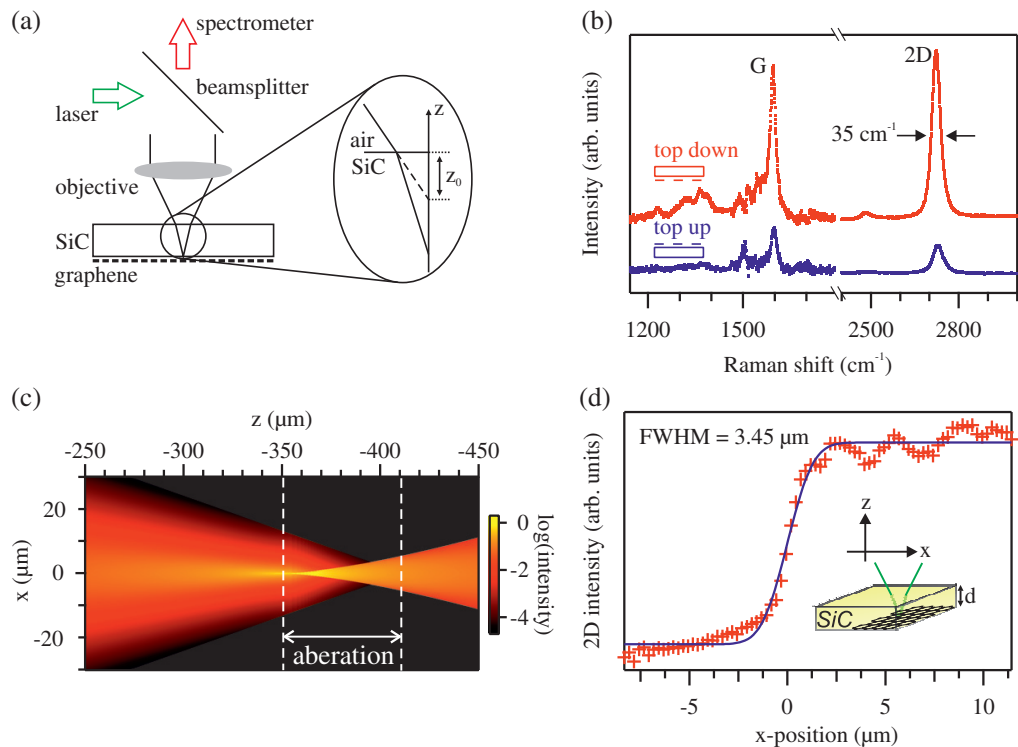 (a)
spectrometer
beamsplitter
laser
objective
SiC
graphene
air
SiC
z
z0
(b)
Intensity (arb. units)
G
2D
35 cm-1
top down
top up
1200
1500
2500
2800
Raman shift (cm-1)
(c)
z (μm)
-250
-300
-350
-400
-450
x (μm)
20
0
-20
aberation
0
-2
-4
log(intensity)
(d)
2D intensity (arb. units)
FWHM = 3.45 μm
z
x
d
SiC
-5
0
5
10
x-position (μm)